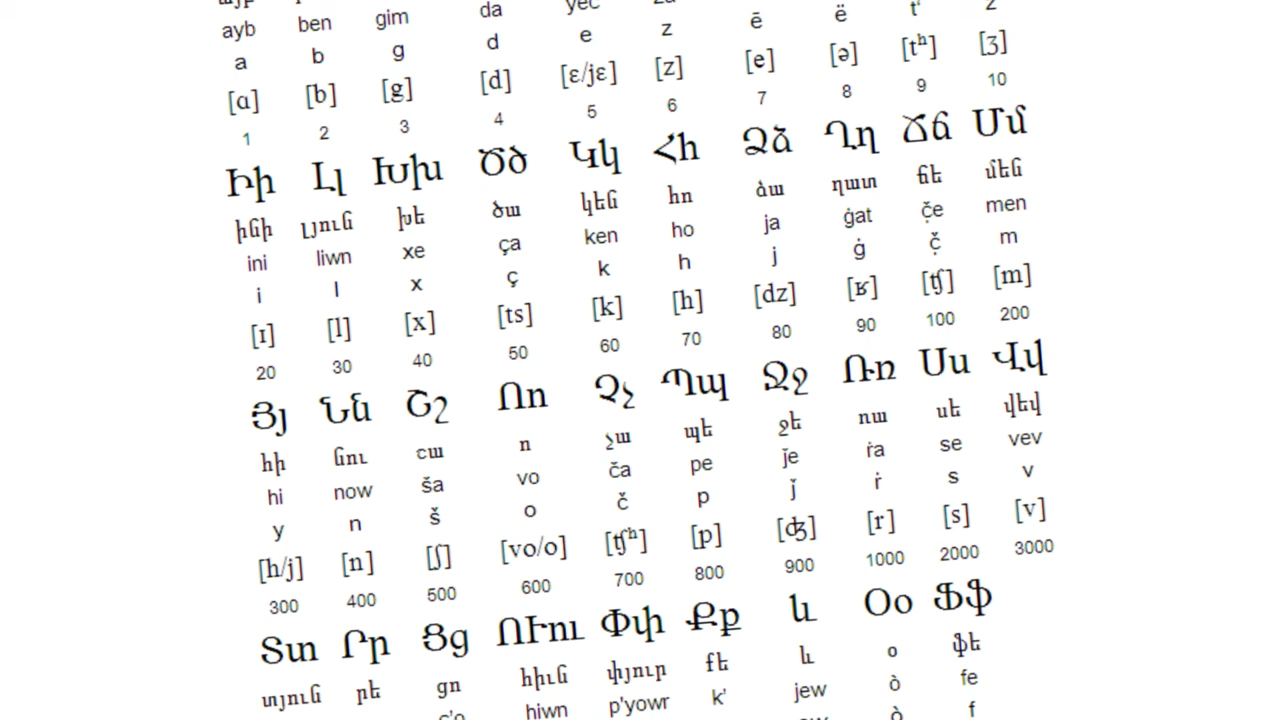 ayb ben gim da yec
a b g d e z ē ë t' z
[ɑ] [b] [g] [d] [ɛ/jɛ] [z] [e] [ə] [tʰ] [ʒ]
1 2 3 4 5 6 7 8 9 10
Իի Լլ Խխ Ծծ Կկ Հհ Ձձ Ղղ Ճճ Մմ
ինի լյուն խե ծա կեն հո ձա ղատ ճե մեն
ini liwn xe ça ken ho ja ġat č̣e men
i l x ç k h j ġ č̣ m
[ɪ] [l] [x] [ts] [k] [h] [dz] [ʁ] [ʧ] [m]
20 30 40 50 60 70 80 90 100 200
Յյ Նն Շշ Ոո Չչ Պպ Ջջ Ռռ Սս Վվ
հի նու շա ո չա պե ջե ռա սե վեվ
hi now ša vo ča pe ǰe ṙa se vev
y n š o č p ǰ ṙ s v
[h/j] [n] [ʃ] [vo/o] [ʧʰ] [p] [ʤ] [r] [s] [v]
300 400 500 600 700 800 900 1000 2000 3000
Տտ Րր Ցց ՈՒու Փփ Քք և Օօ Ֆֆ
տյուն րե ցո հիւն փյուր քե և օ ֆե
hiwn p'yowr k' jew ò fe
f